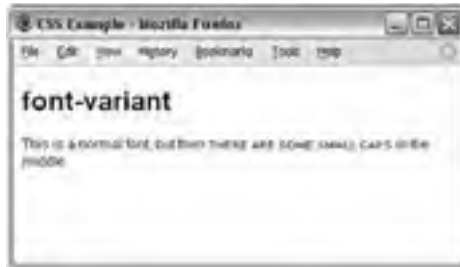 CSS Example - Mozilla Firefox
File Edit View History Bookmarks Tools Help
font-variant
This is a normal font, but then THERE ARE SOME SMALL CAPS in the
middle